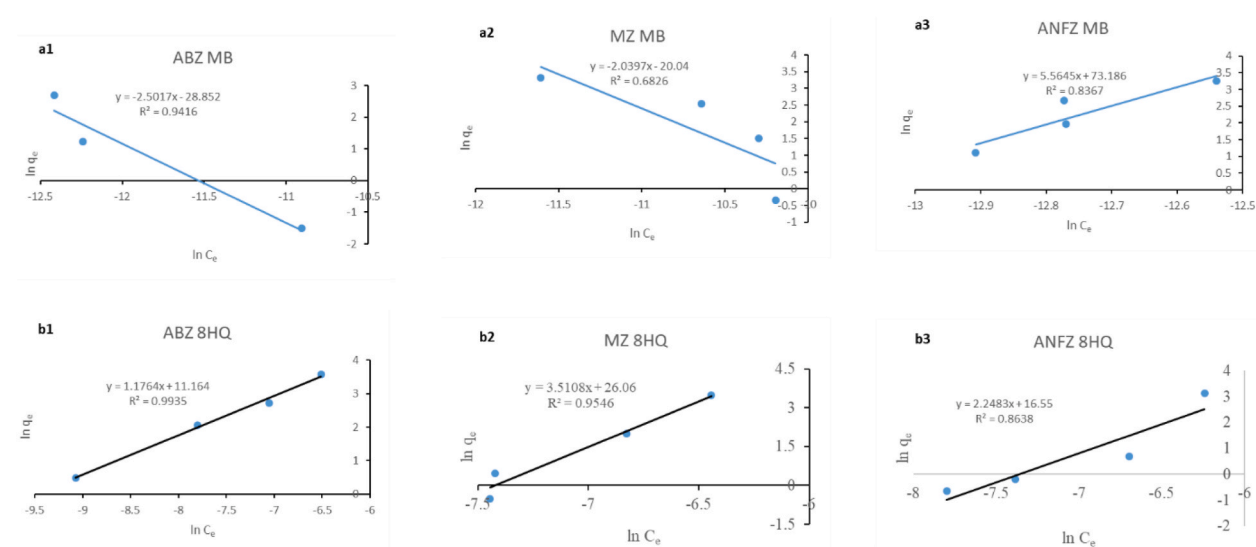 a1
ABZ MB
y = -2.5017x - 28.852
R² = 0.9416
3
2
1
0
-1
-2
-12.5
-12
-11.5
-11
-10.5
ln qe
ln Ce
a2
MZ MB
y = -2.0397x - 20.04
R² = 0.6826
4
3.5
3
2.5
2
1.5
1
0.5
0
-0.5
-1
-12
-11.5
-11
-10.5
-10
ln qe
ln Ce
a3
ANFZ MB
y = 5.5645x + 73.186
R² = 0.8367
4
3.5
3
2.5
2
1.5
1
0.5
0
-13
-12.9
-12.8
-12.7
-12.6
-12.5
ln qe
ln Ce
b1
ABZ 8HQ
y = 1.1764x + 11.164
R² = 0.9935
4
3
2
1
0
-9.5
-9
-8.5
-8
-7.5
-7
-6.5
-6
ln qe
ln Ce
b2
MZ 8HQ
y = 3.5108x + 26.06
R² = 0.9546
4.5
3
1.5
0
-1.5
-7.5
-7
-6.5
-6
ln qe
ln Ce
b3
ANFZ 8HQ
y = 2.2483x + 16.55
R² = 0.8638
4
3
2
1
0
-1
-2
-8
-7.5
-7
-6.5
-6
ln qe
ln Ce